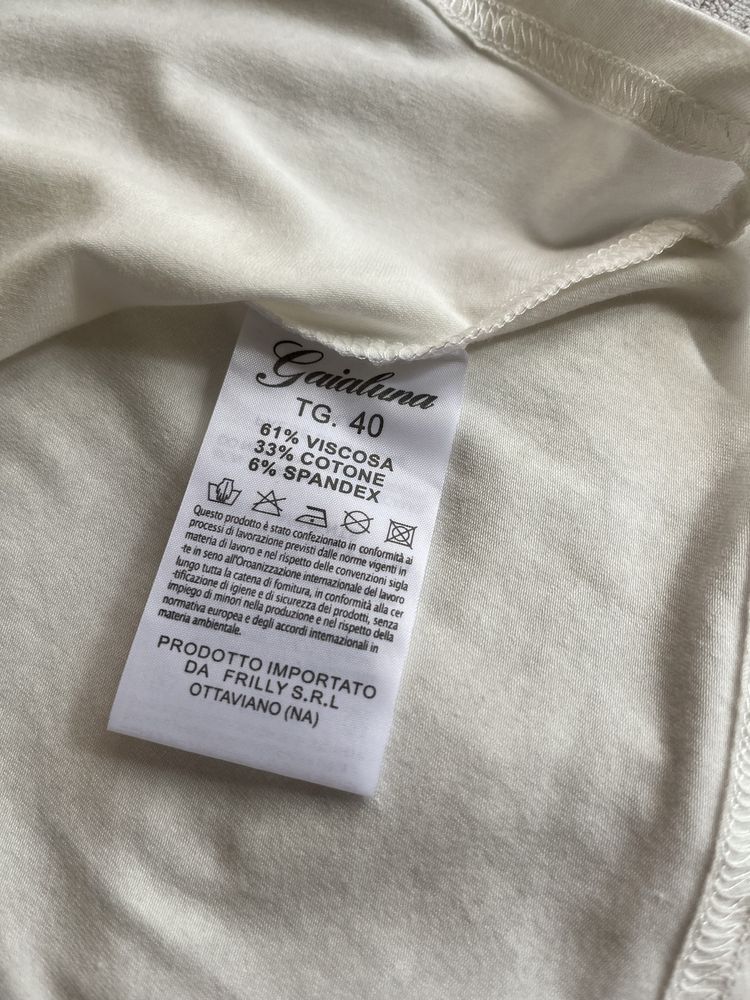 Gaialuna
TG. 40
61% VISCOSA
33% COTONE
6% SPANDEX
Questo prodotto è stato confezionato in conformità ai
processi di lavorazione previsti dalle norme vigenti in
materia di lavoro e nel rispetto delle convenzioni sigla
-te in seno all'Oroanizzazione internazionale del lavoro
lungo tutta la catena di fornitura, in conformità alla cer
-tificazione di igiene e di sicurezza dei prodotti, senza
impiego di minori nella produzione e nel rispetto della
normativa europea e degli accordi internazionali in
materia ambientale.
PRODOTTO IMPORTATO
DA FRILLY S.R.L
OTTAVIANO (NA)